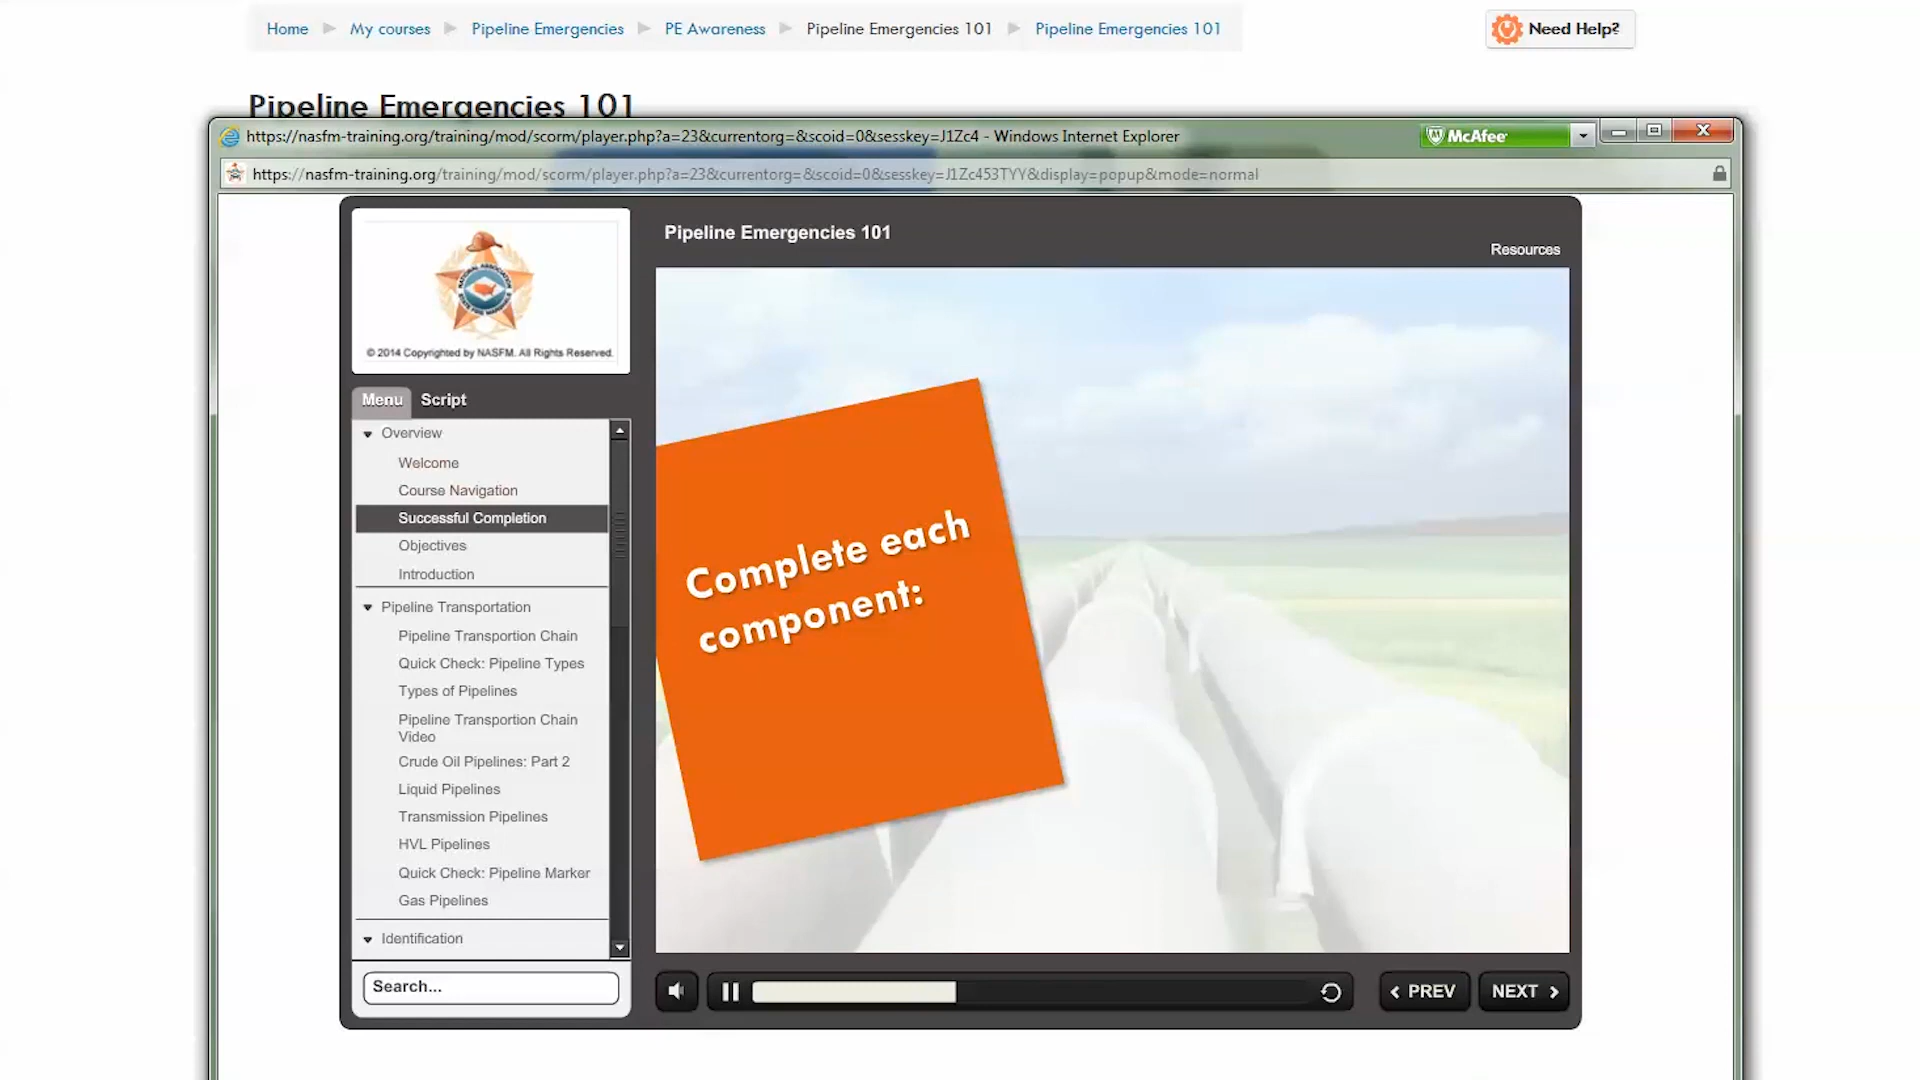 Home
My courses
Pipeline Emergencies
PE Awareness
Pipeline Emergencies 101
Pipeline Emergencies 101
Need Help?
Pipeline Emergencies 101
https://nasfm-training.org/training/mod/scorm/player.php?a=23&currentorg=&scoid=0&sesskey=J1Zc4 - Windows Internet Explorer
McAfee
https://nasfm-training.org/training/mod/scorm/player.php?a=23&currentorg=&scoid=0&sesskey=J1Zc453TYY&display=popup&mode=normal
© 2014 Copyrighted by NASFM. All Rights Reserved.
Pipeline Emergencies 101
Resources
Menu
Script
Overview
Welcome
Course Navigation
Successful Completion
Objectives
Introduction
Pipeline Transportation
Pipeline Transportion Chain
Quick Check: Pipeline Types
Types of Pipelines
Pipeline Transportion Chain
Video
Crude Oil Pipelines: Part 2
Liquid Pipelines
Transmission Pipelines
HVL Pipelines
Quick Check: Pipeline Marker
Gas Pipelines
Identification
Search...
Complete each
component:
PREV
NEXT